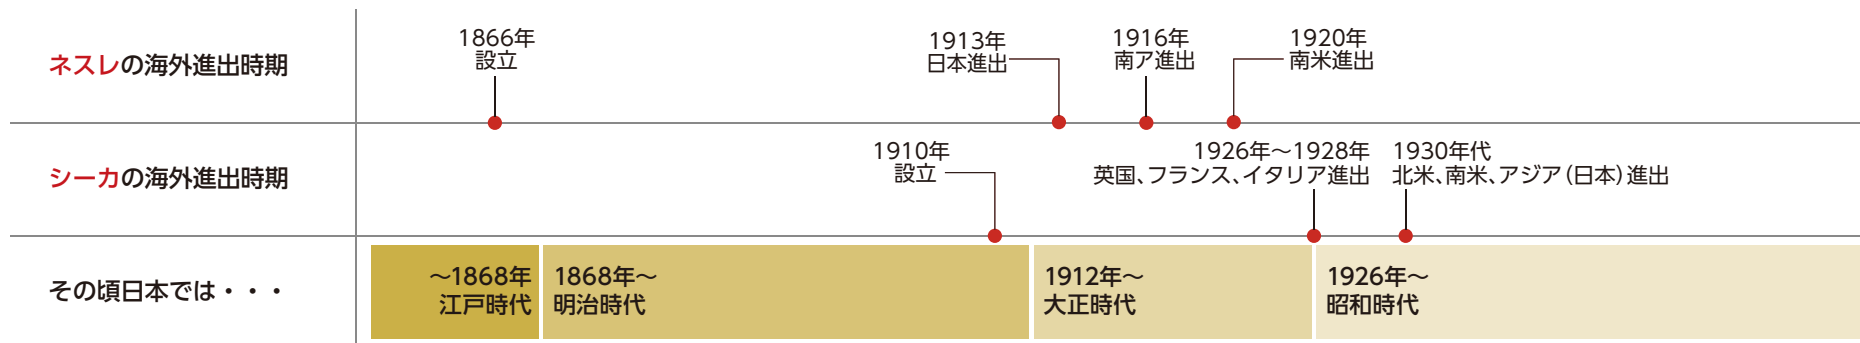 ネスレの海外進出時期
1866年
設立
1913年
日本進出
1916年
南ア進出
1920年
南米進出
シーカの海外進出時期
1910年
設立
1926年～1928年
英国、フランス、イタリア進出
1930年代
北米、南米、アジア（日本）進出
その頃日本では・・・
～1868年
江戸時代
1868年～
明治時代
1912年～
大正時代
1926年～
昭和時代